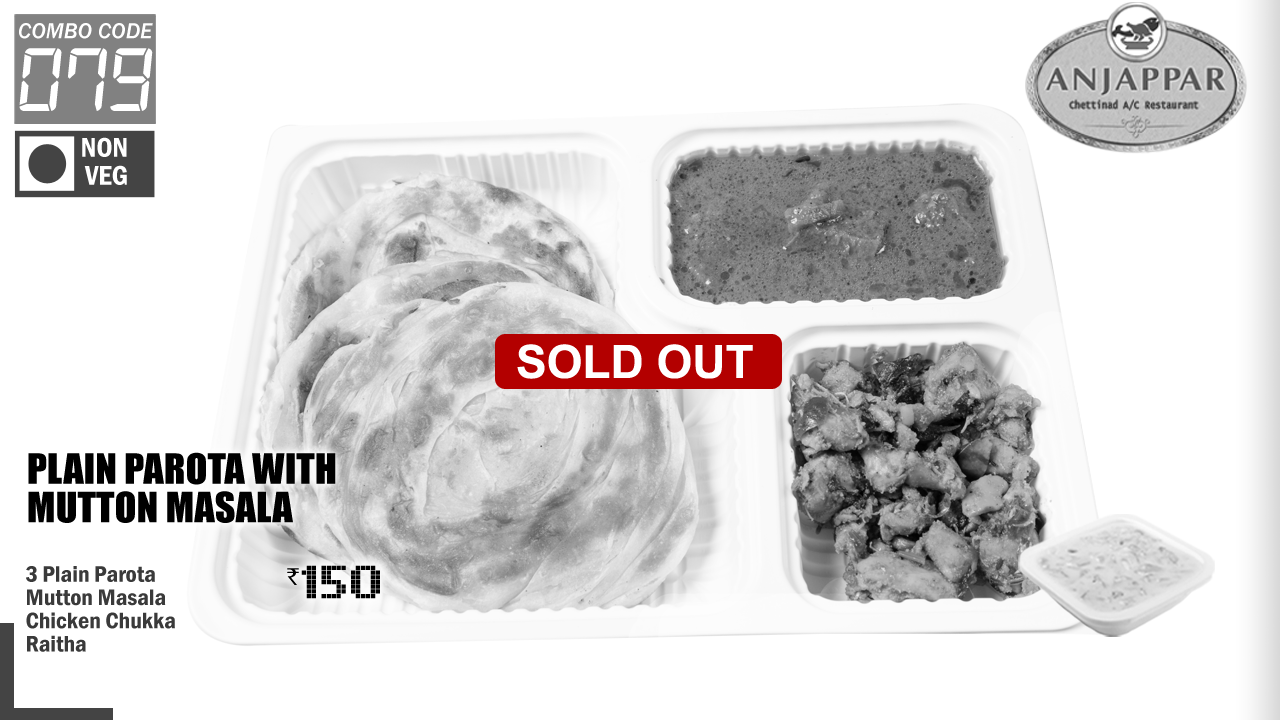 COMBO CODE
079
NON
VEG
ANJAPPAR
Chettinad A/C Restaurant
SOLD OUT
PLAIN PAROTA WITH
MUTTON MASALA
₹150
3 Plain Parota
Mutton Masala
Chicken Chukka
Raitha